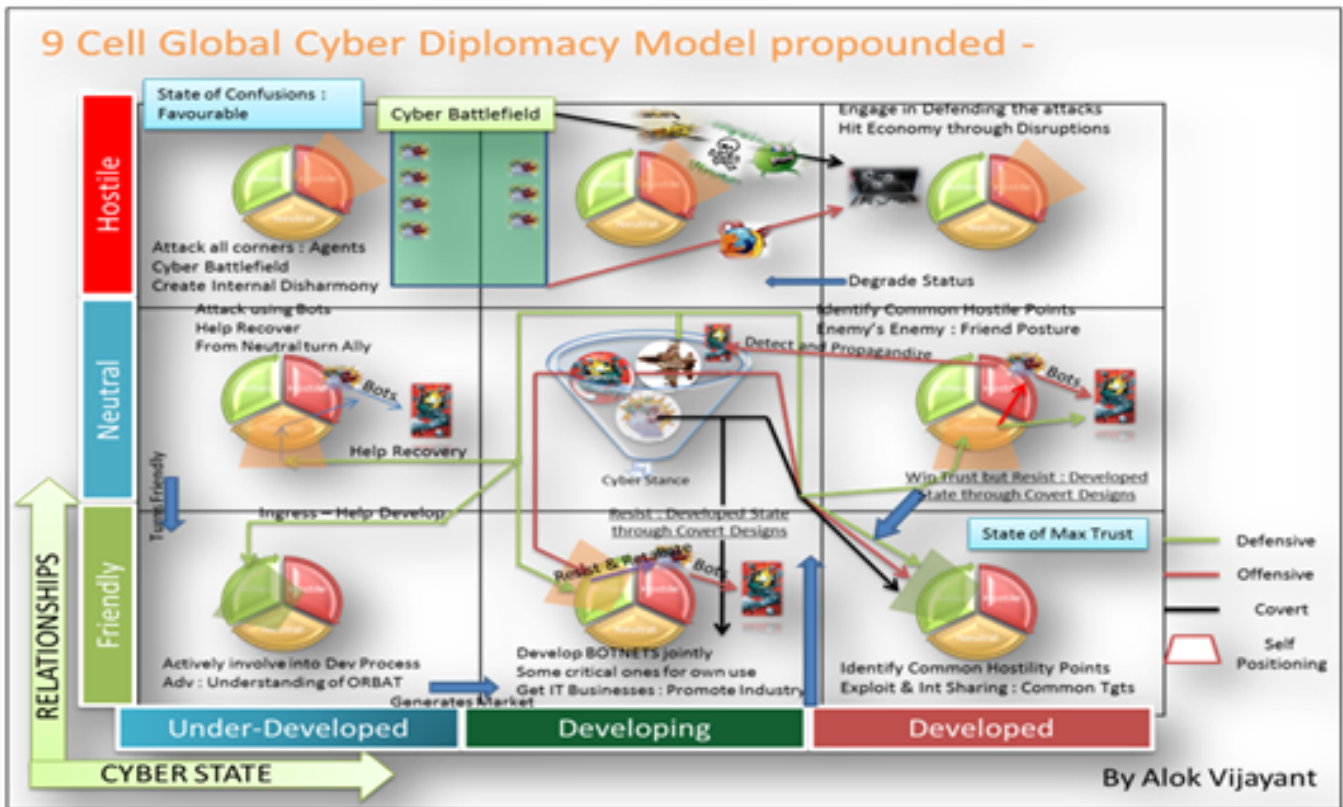 9 Cell Global Cyber Diplomacy Model propounded -
State of Confusions :
Favourable
Cyber Battlefield
Engage in Defending the attacks
Hit Economy through Disruptions
Hostile
Neutral
Attack all corners : Agents
Cyber Battlefield
Create Internal Disharmony
Neutral
Degrade Status
Attack using Bots
Help Recover
From Neutral turn Ally
Identify Common Hostile Points
Enemy's Enemy : Friend Posture
Detect and Propagandize
Neutral
Bots
Bots
Help Recovery
Cyber Stance
Win Trust but Resist : Developed
State through Covert Designs
Turns Friendly
Ingress – Help Develop
Resist : Developed State
through Covert Designs
State of Max Trust
Resist & Retaliate
Bots
Friendly
RELATIONSHIPS
Defensive
Offensive
Covert
Self
Positioning
Actively involve into Dev Process
Adv : Understanding of ORBAT
Generates Market
Develop BOTNETS jointly
Some critical ones for own use
Get IT Businesses : Promote Industry
Identify Common Hostility Points
Exploit & Int Sharing : Common Tgts
Under-Developed
Developing
Developed
CYBER STATE
By Alok Vijayant